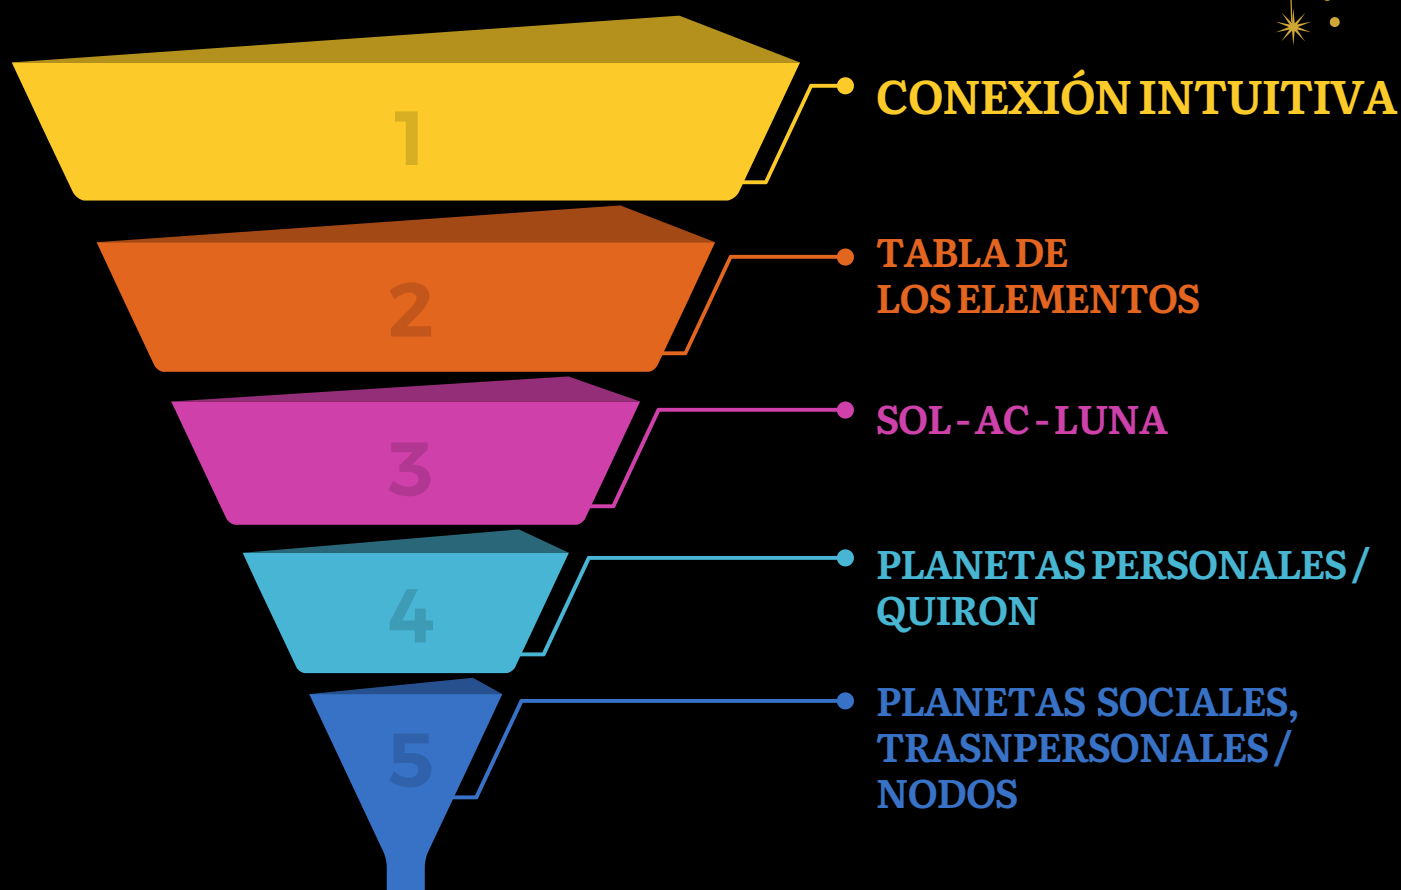 1
CONEXIÓN INTUITIVA
2
TABLA DE
LOS ELEMENTOS
3
SOL - AC - LUNA
4
PLANETAS PERSONALES /
QUIRON
5
PLANETAS SOCIALES,
TRASNPERSONALES /
NODOS